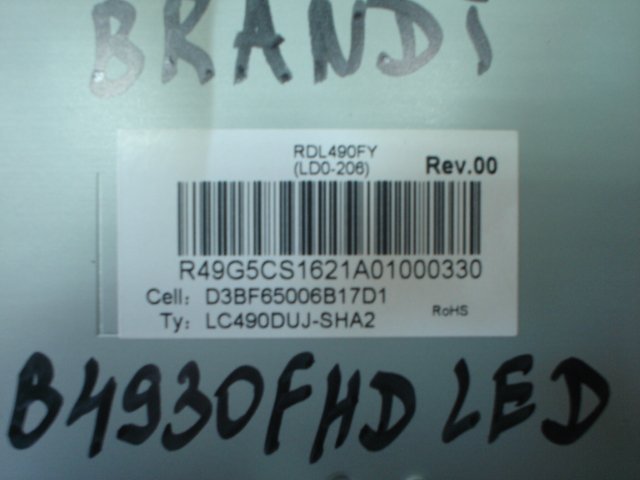 BRANDT
RDL490FY
(LD0-206)
Rev.00
R49G5CS1621A01000330
Cell: D3BF65006B17D1
Ty: LC490DUJ-SHA2
RoHS
B4930FHD LED